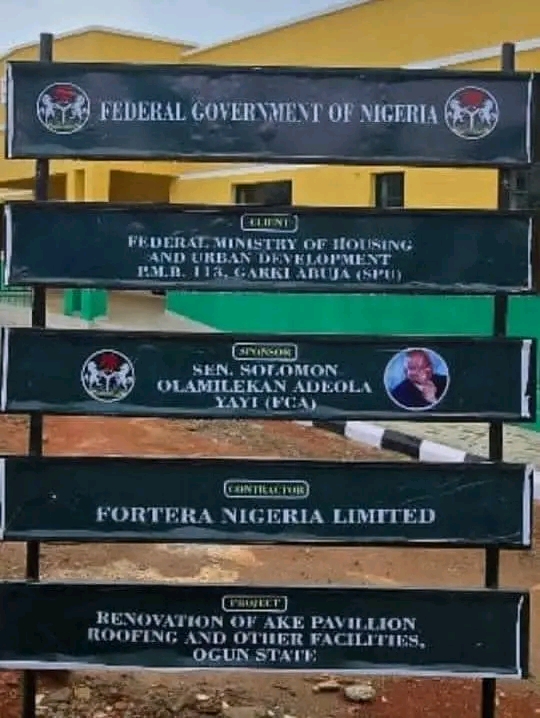 FEDERAL GOVERNMENT OF NIGERIA
CLIENT
FEDERAL MINISTRY OF HOUSING
AND URBAN DEVELOPMENT
P.M.B. 113, GARKI ABUJA (SPU)
SPONSOR
SEN. SOLOMON
OLAMILEKAN ADEOLA
YAYI (FCA)
CONTRACTOR
FORTERA NIGERIA LIMITED
PROJECT
RENOVATION OF AKE PAVILLION
ROOFING AND OTHER FACILITIES,
OGUN STATE